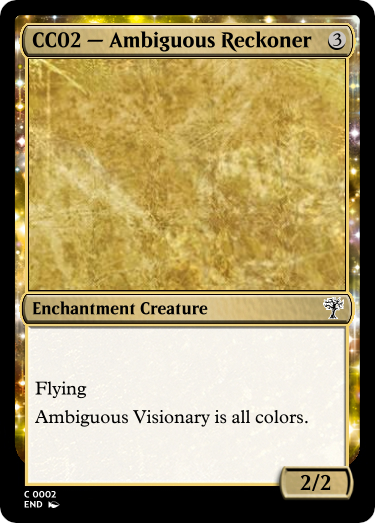 CC02 — Ambiguous Reckoner 3
Enchantment Creature
Flying
Ambiguous Visionary is all colors.
2/2
C 0002
END